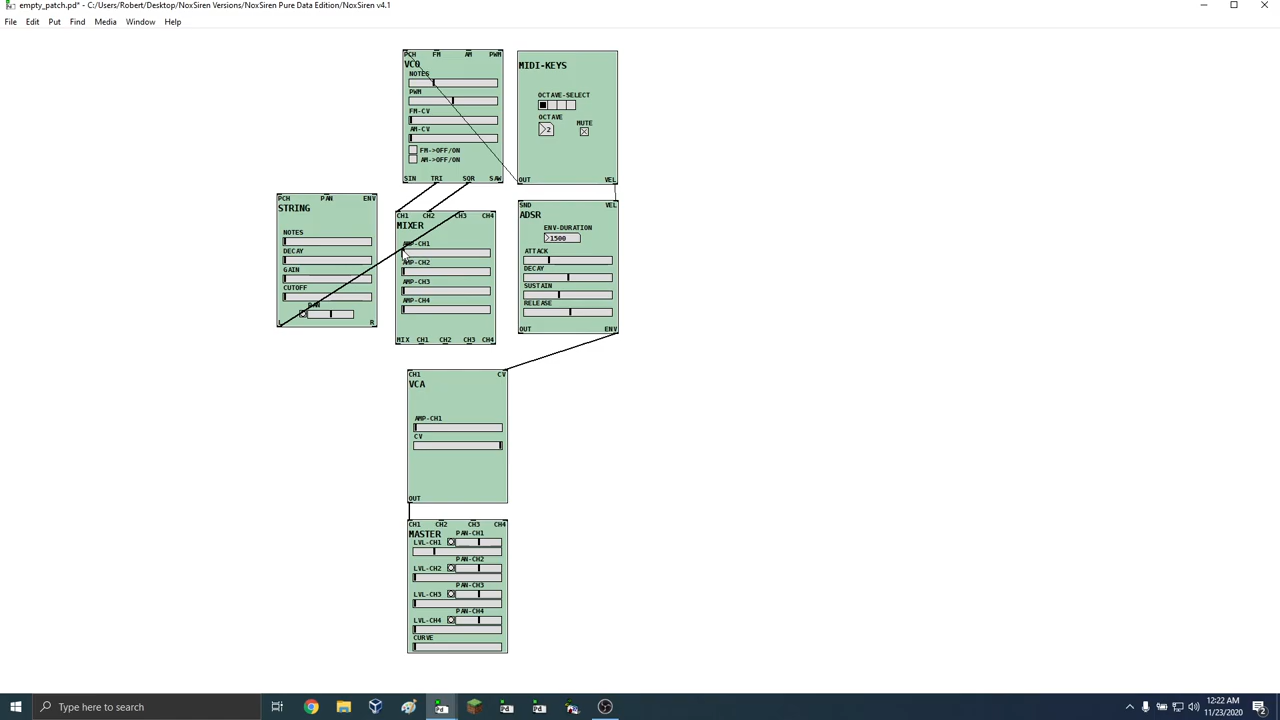 empty_patch.pd* - C:/Users/Robert/Desktop/NoxSiren Versions/NoxSiren Pure Data Edition/NoxSiren v4.1
File Edit Put Find Media Window Help
PCH FM AM PWM
VCO
NOTES
PWM
FM-CV
AM-CV
FM->OFF/ON
AM->OFF/ON
SIN TRI SQR SAW
MIDI-KEYS
OCTAVE-SELECT
OCTAVE
2
MUTE
OUT VEL
PCH PAN ENV
STRING
NOTES
DECAY
GAIN
CUTOFF
PAN
L R
CH1 CH2 CH3 CH4
MIXER
AMP-CH1
AMP-CH2
AMP-CH3
AMP-CH4
MIX CH1 CH2 CH3 CH4
SND VEL
ADSR
ENV-DURATION
1500
ATTACK
DECAY
SUSTAIN
RELEASE
OUT ENV
CH1 CV
VCA
AMP-CH1
CV
OUT
CH1 CH2 CH3 CH4
MASTER
PAN-CH1
LVL-CH1
PAN-CH2
LVL-CH2
PAN-CH3
LVL-CH3
PAN-CH4
LVL-CH4
CURVE
Type here to search
12:22 AM
11/23/2020
2